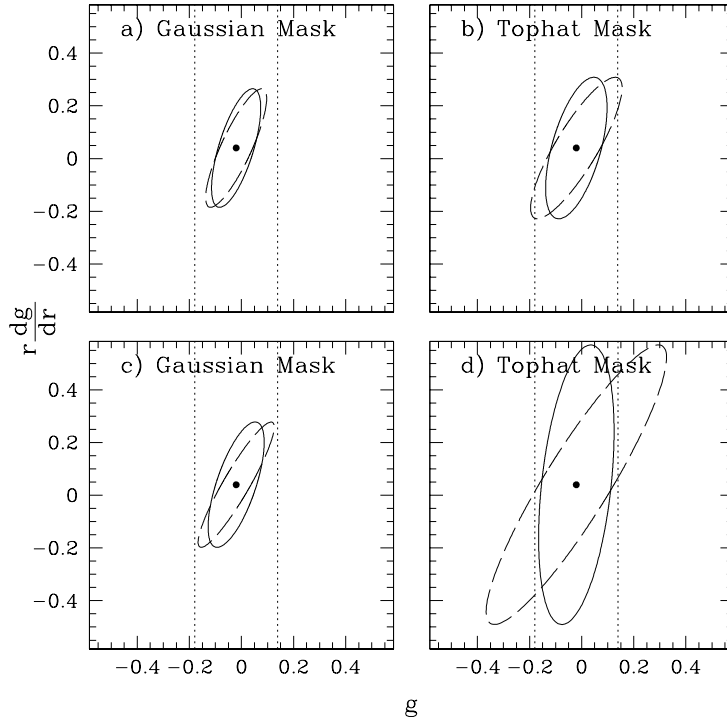 a) Gaussian Mask
b) Tophat Mask
0.4
0.2
0
−0.2
−0.4
r dg/dr
c) Gaussian Mask
d) Tophat Mask
0.4
0.2
0
−0.2
−0.4
−0.4 −0.2 0 0.2 0.4
−0.4 −0.2 0 0.2 0.4
g